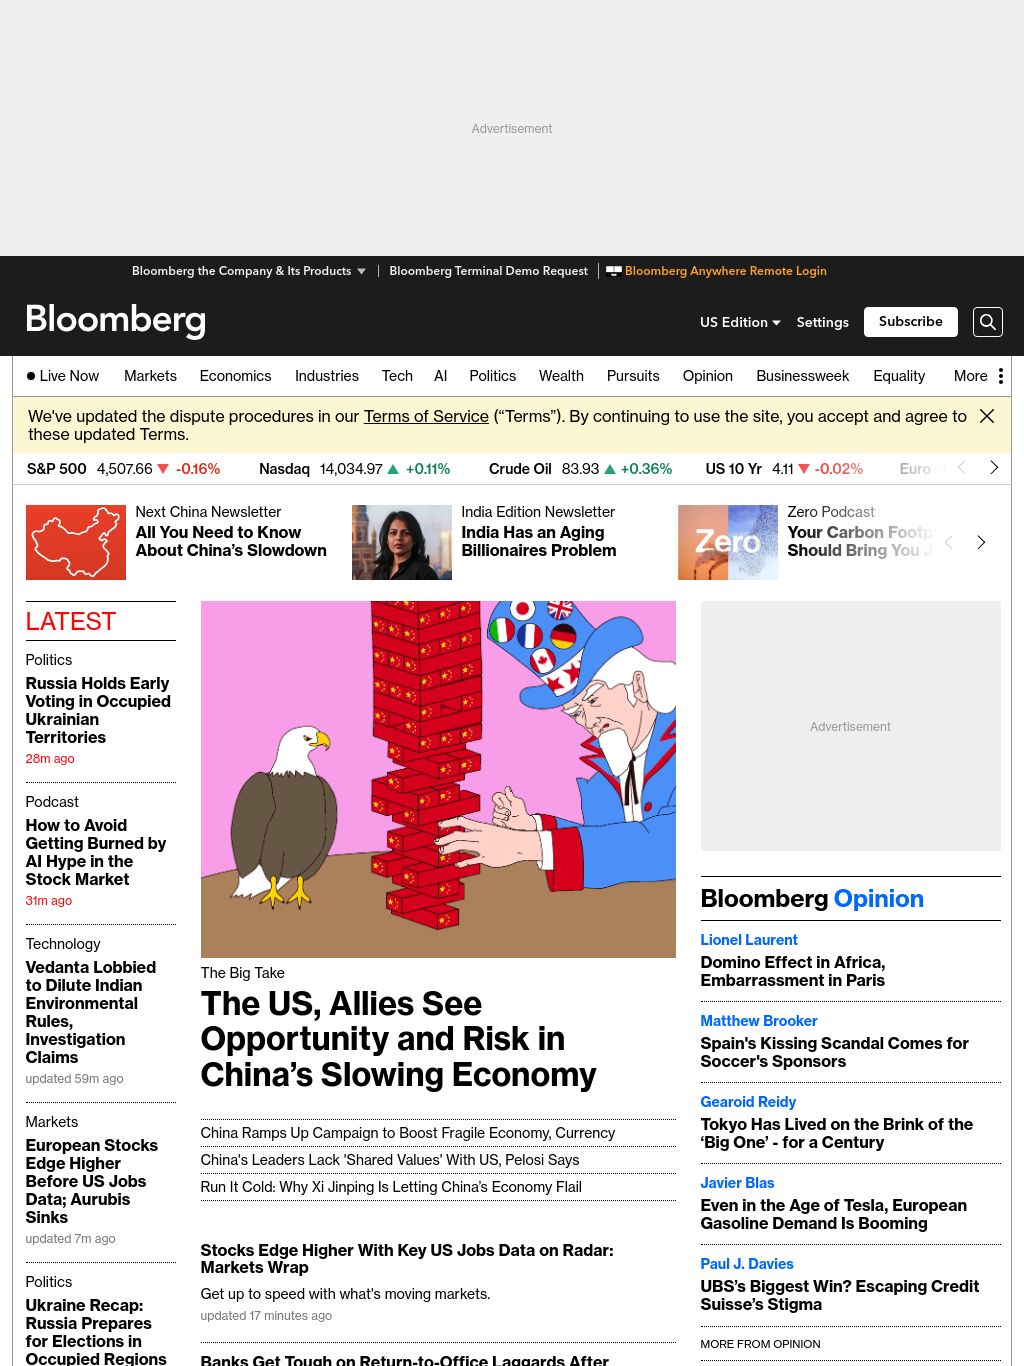 Advertisement
Bloomberg the Company & Its Products
Bloomberg Terminal Demo Request
Bloomberg Anywhere Remote Login
Bloomberg
US Edition
Settings
Subscribe
Live Now
Markets
Economics
Industries
Tech
AI
Politics
Wealth
Pursuits
Opinion
Businessweek
Equality
More
We've updated the dispute procedures in our Terms of Service (“Terms”). By continuing to use the site, you accept and agree to
these updated Terms.
S&P 500 4,507.66 -0.16%
Nasdaq 14,034.97 +0.11%
Crude Oil 83.93 +0.36%
US 10 Yr 4.11 -0.02%
Euro
Next China Newsletter
All You Need to Know
About China’s Slowdown
India Edition Newsletter
India Has an Aging
Billionaires Problem
Zero
Zero Podcast
Your Carbon
Should Bring You
LATEST
Politics
Russia Holds Early
Voting in Occupied
Ukrainian
Territories
28m ago
Podcast
How to Avoid
Getting Burned by
AI Hype in the
Stock Market
31m ago
Technology
Vedanta Lobbied
to Dilute Indian
Environmental
Rules,
Investigation
Claims
updated 59m ago
Markets
European Stocks
Edge Higher
Before US Jobs
Data; Aurubis
Sinks
updated 7m ago
Politics
Ukraine Recap:
Russia Prepares
for Elections in
Occupied Regions
The Big Take
The US, Allies See
Opportunity and Risk in
China’s Slowing Economy
China Ramps Up Campaign to Boost Fragile Economy, Currency
China's Leaders Lack 'Shared Values' With US, Pelosi Says
Run It Cold: Why Xi Jinping Is Letting China’s Economy Flail
Stocks Edge Higher With Key US Jobs Data on Radar:
Markets Wrap
Get up to speed with what's moving markets.
updated 17 minutes ago
Banks Get Tough on Return-to-Office Laggards After
Advertisement
Bloomberg Opinion
Lionel Laurent
Domino Effect in Africa,
Embarrassment in Paris
Matthew Brooker
Spain's Kissing Scandal Comes for
Soccer's Sponsors
Gearoid Reidy
Tokyo Has Lived on the Brink of the
‘Big One’ - for a Century
Javier Blas
Even in the Age of Tesla, European
Gasoline Demand Is Booming
Paul J. Davies
UBS’s Biggest Win? Escaping Credit
Suisse’s Stigma
MORE FROM OPINION